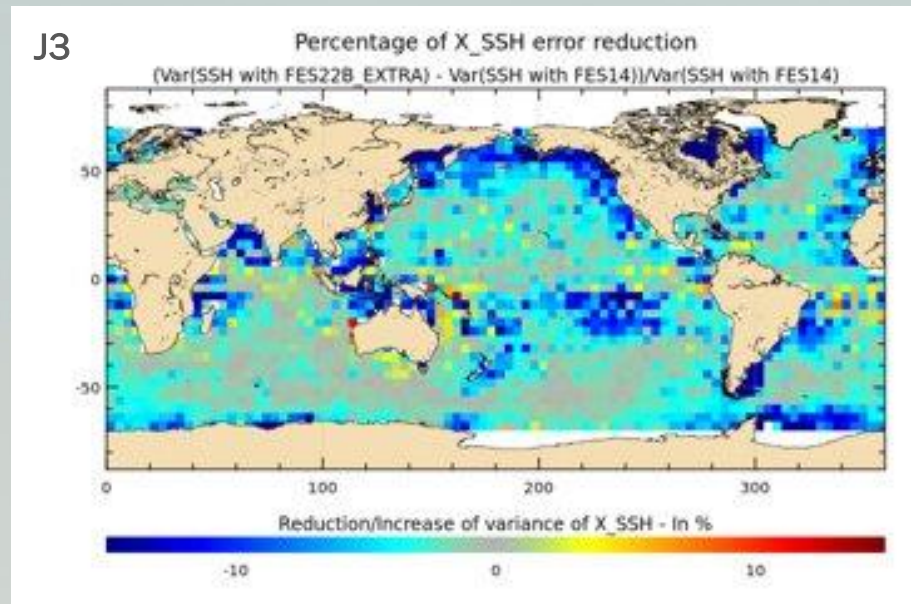 J3
Percentage of X_SSH error reduction
(Var(SSH with FES22B_EXTRA) - Var(SSH with FES14))/Var(SSH with FES14)
50
0
-50
0 100 200 300
Reduction/Increase of variance of X_SSH - In %
-10 0 10